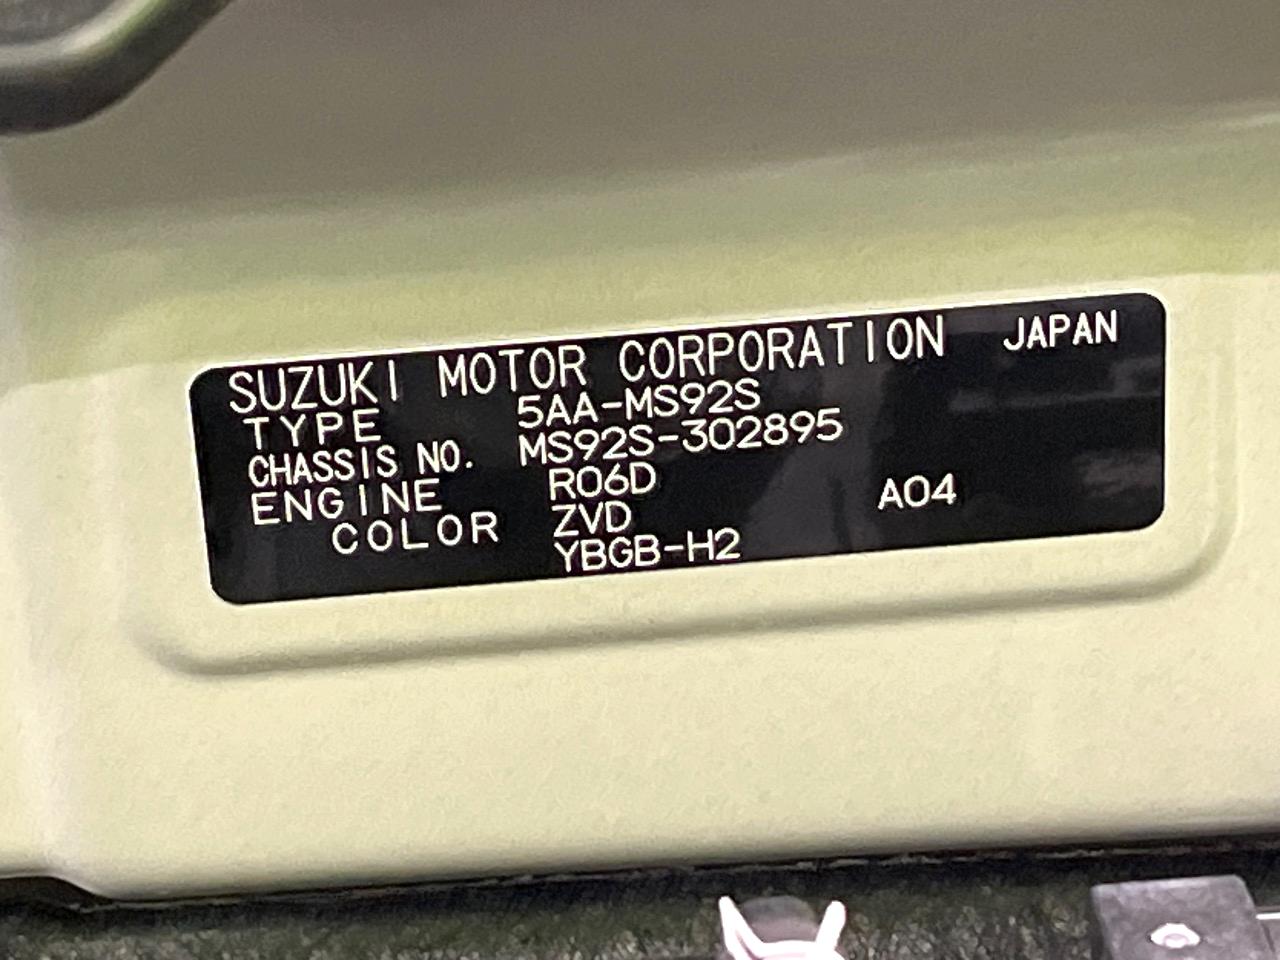 SUZUKI MOTOR CORPORATION JAPAN
TYPE 5AA-MS92S
CHASSIS NO. MS92S-302895
ENGINE R06D
COLOR ZVD A04
YBGB-H2